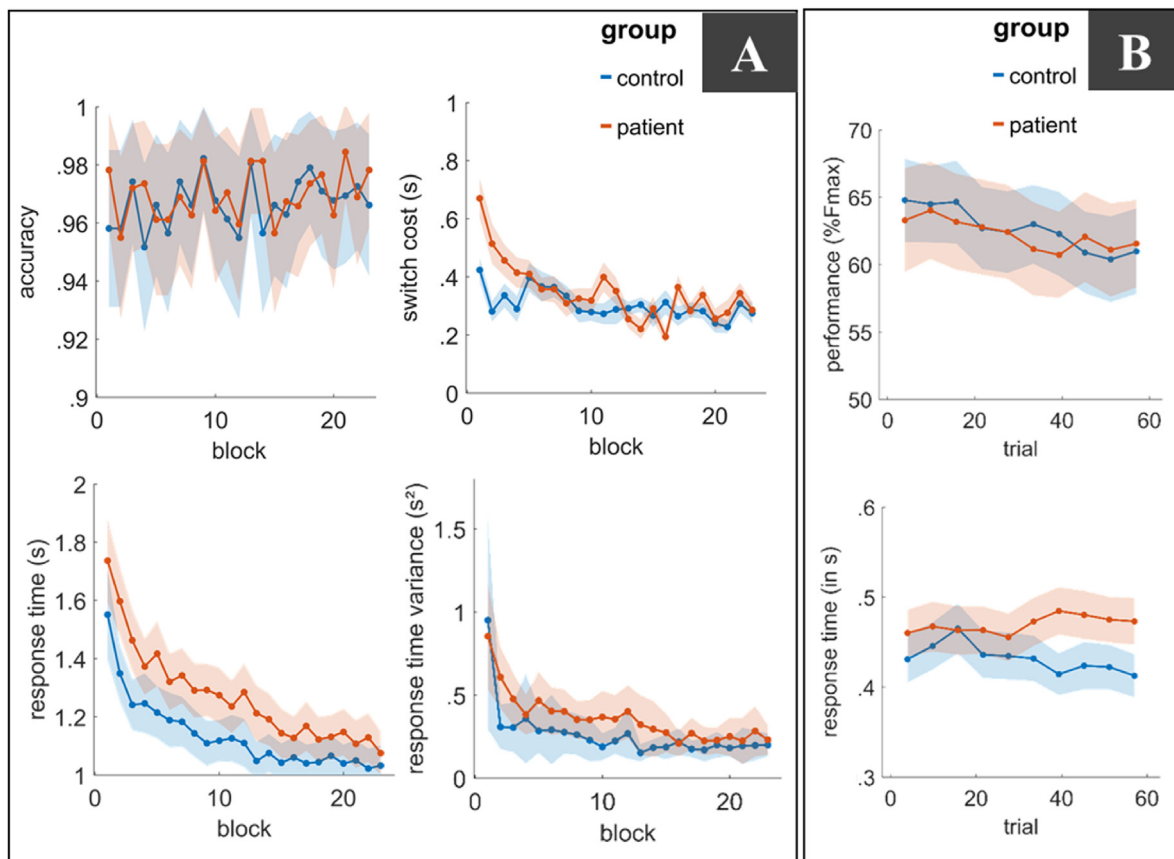 group
A
control
patient
1
.98
.96
.94
.92
.9
accuracy
0
10
20
block
1
.8
.6
.4
.2
0
switch cost (s)
0
10
20
block
2
1.8
1.6
1.4
1.2
1
response time (s)
0
10
20
block
1.5
1
.5
0
response time variance (s²)
0
10
20
block
group
B
control
patient
70
65
60
55
50
performance (%Fmax)
0
20
40
60
trial
.6
.5
.4
.3
response time (in s)
0
20
40
60
trial